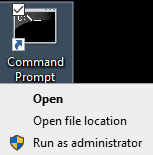 C:\.
Command
Prompt
Open
Open file location
Run as administrator